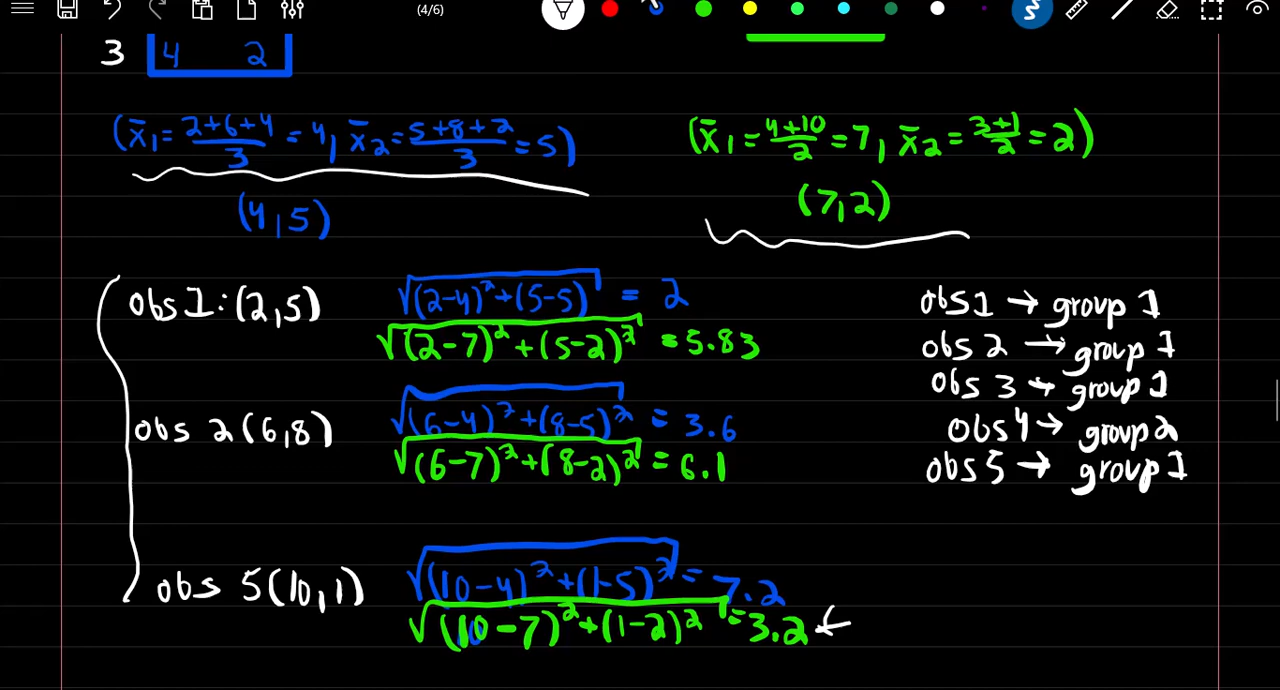 (4/6)
3 4 2
(x̄1 = 2+6+4/3 = 4, x̄2 = 5+8+2/3 = 5)
(x̄1 = 4+10/2 = 7, x̄2 = 3+1/2 = 2)
(4,5)
(7,2)
obs 1: (2,5)
√(2-4)²+(5-5) = 2
√(2-7)²+(5-2)² = 5.83
obs 2 (6,8)
√(6-4)²+(8-5)² = 3.6
√(6-7)²+(8-2)² = 6.1
obs 5 (10,1)
√(10-4)²+(1-5)² = 7.2
√(10-7)²+(1-2)² = 3.2 ←
obs 1 → group 1
obs 2 → group 1
obs 3 → group 1
obs 4 → group 2
obs 5 → group 1